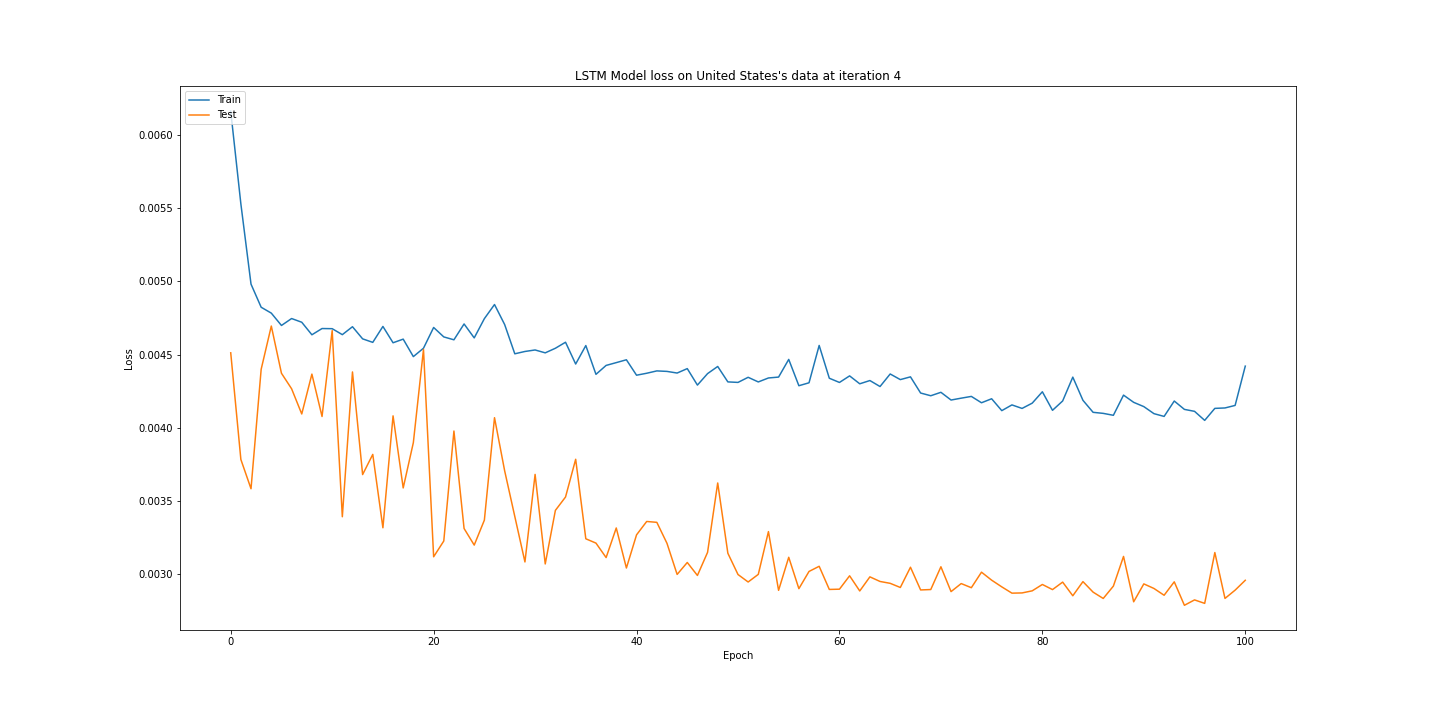 LSTM Model loss on United States's data at iteration 4
Train
Test
0.0060
0.0055
0.0050
0.0045
0.0040
0.0035
0.0030
Loss
0 20 40 60 80 100
Epoch